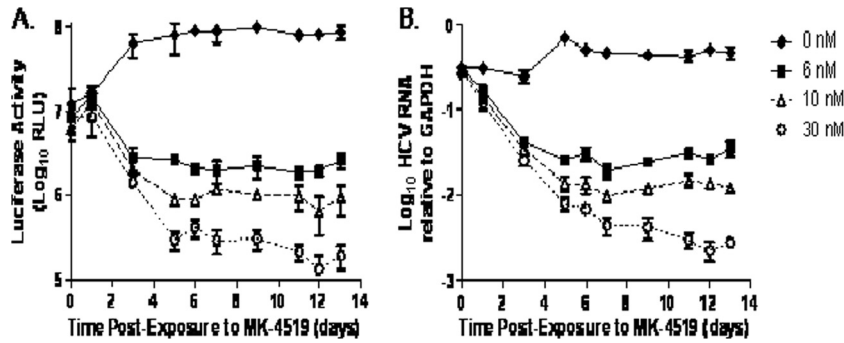 A.
Luciferase Activity
(Log10 RLU)
8
7
6
5
0 2 4 6 8 10 12 14
Time Post-Exposure to MK-4519 (days)
B.
Log10 HCV RNA
relative to GAPDH
-0
-1
-2
-3
0 2 4 6 8 10 12 14
Time Post-Exposure to MK-4519 (days)
0 nM
6 nM
10 nM
30 nM